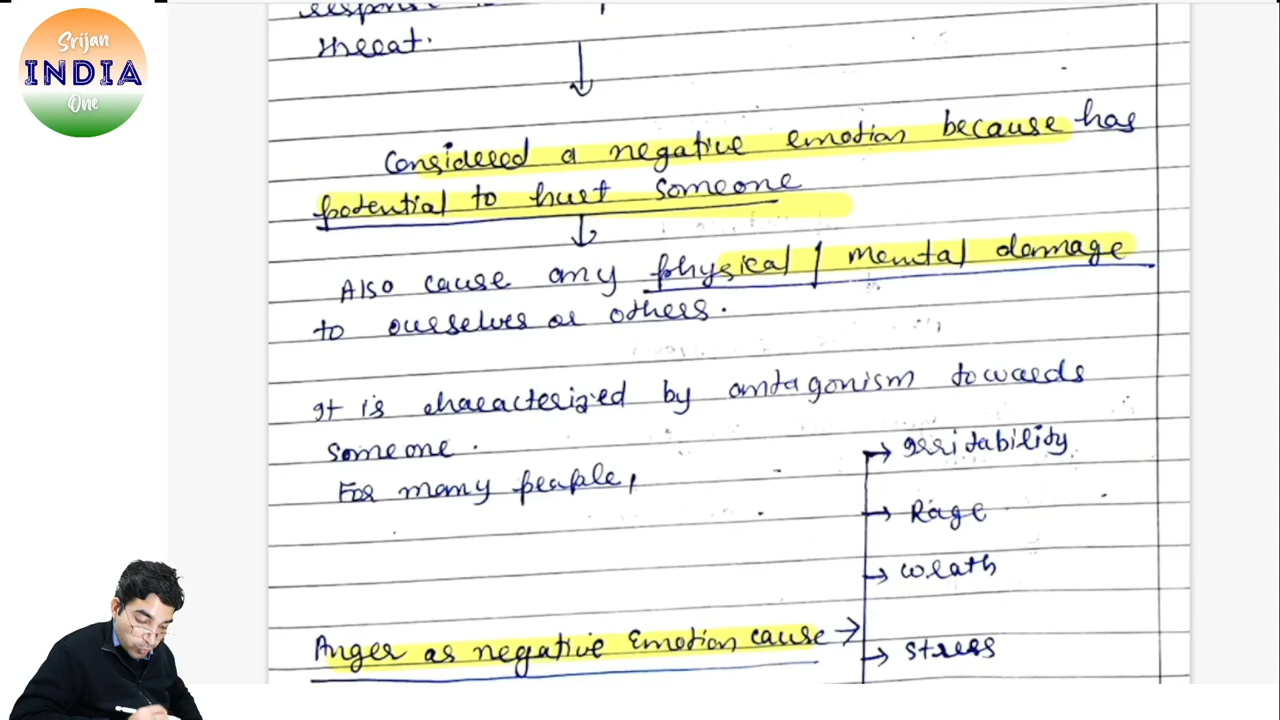 Srijan
INDIA
One
threat.
Considered a negative emotion because has
potential to hurt someone
Also cause any physical / mental damage
to ourselves or others.
It is characterized by antagonism towards
someone.
For many people,
Irritability
Rage
wrath
Anger as negative Emotion cause
stress